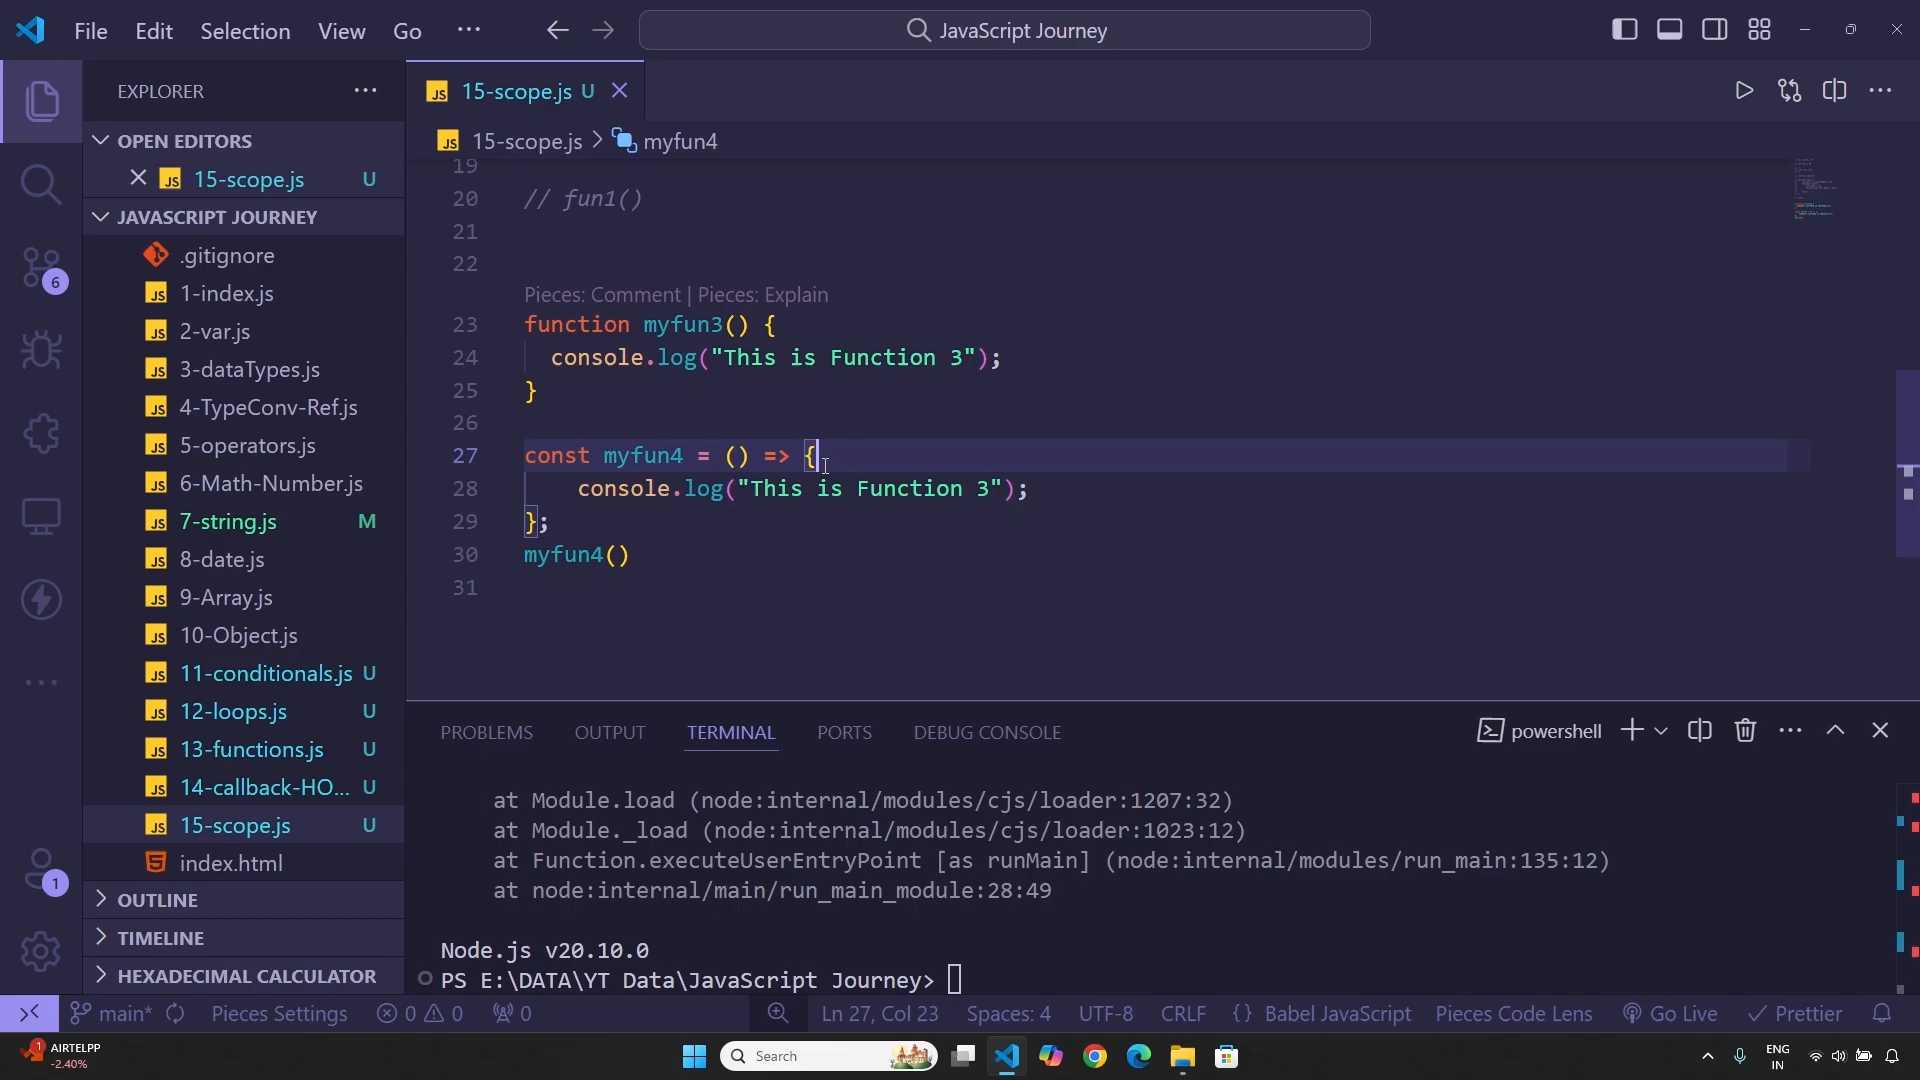 File Edit Selection View Go ···
JavaScript Journey
EXPLORER ···
OPEN EDITORS
15-scope.js U
JAVASCRIPT JOURNEY
.gitignore
1-index.js
2-var.js
3-dataTypes.js
4-TypeConv-Ref.js
5-operators.js
6-Math-Number.js
7-string.js M
8-date.js
9-Array.js
10-Object.js
11-conditionals.js U
12-loops.js U
13-functions.js U
14-callback-HO... U
15-scope.js U
index.html
OUTLINE
TIMELINE
HEXADECIMAL CALCULATOR
6
1
JS 15-scope.js U
JS 15-scope.js > myfun4
19
20 // fun1()
21
22
Pieces: Comment | Pieces: Explain
23 function myfun3() {
24 console.log("This is Function 3");
25 }
26
27 const myfun4 = () => {
28 console.log("This is Function 3");
29 };
30 myfun4()
31
PROBLEMS OUTPUT TERMINAL PORTS DEBUG CONSOLE
powershell
at Module.load (node:internal/modules/cjs/loader:1207:32)
at Module._load (node:internal/modules/cjs/loader:1023:12)
at Function.executeUserEntryPoint [as runMain] (node:internal/modules/run_main:135:12)
at node:internal/main/run_main_module:28:49
Node.js v20.10.0
PS E:\DATA\YT Data\JavaScript Journey>
main* Pieces Settings 0 0 0 Ln 27, Col 23 Spaces: 4 UTF-8 CRLF {} Babel JavaScript Pieces Code Lens Go Live Prettier
1 AIRTELPP
-2.40%
Search
ENG
IN